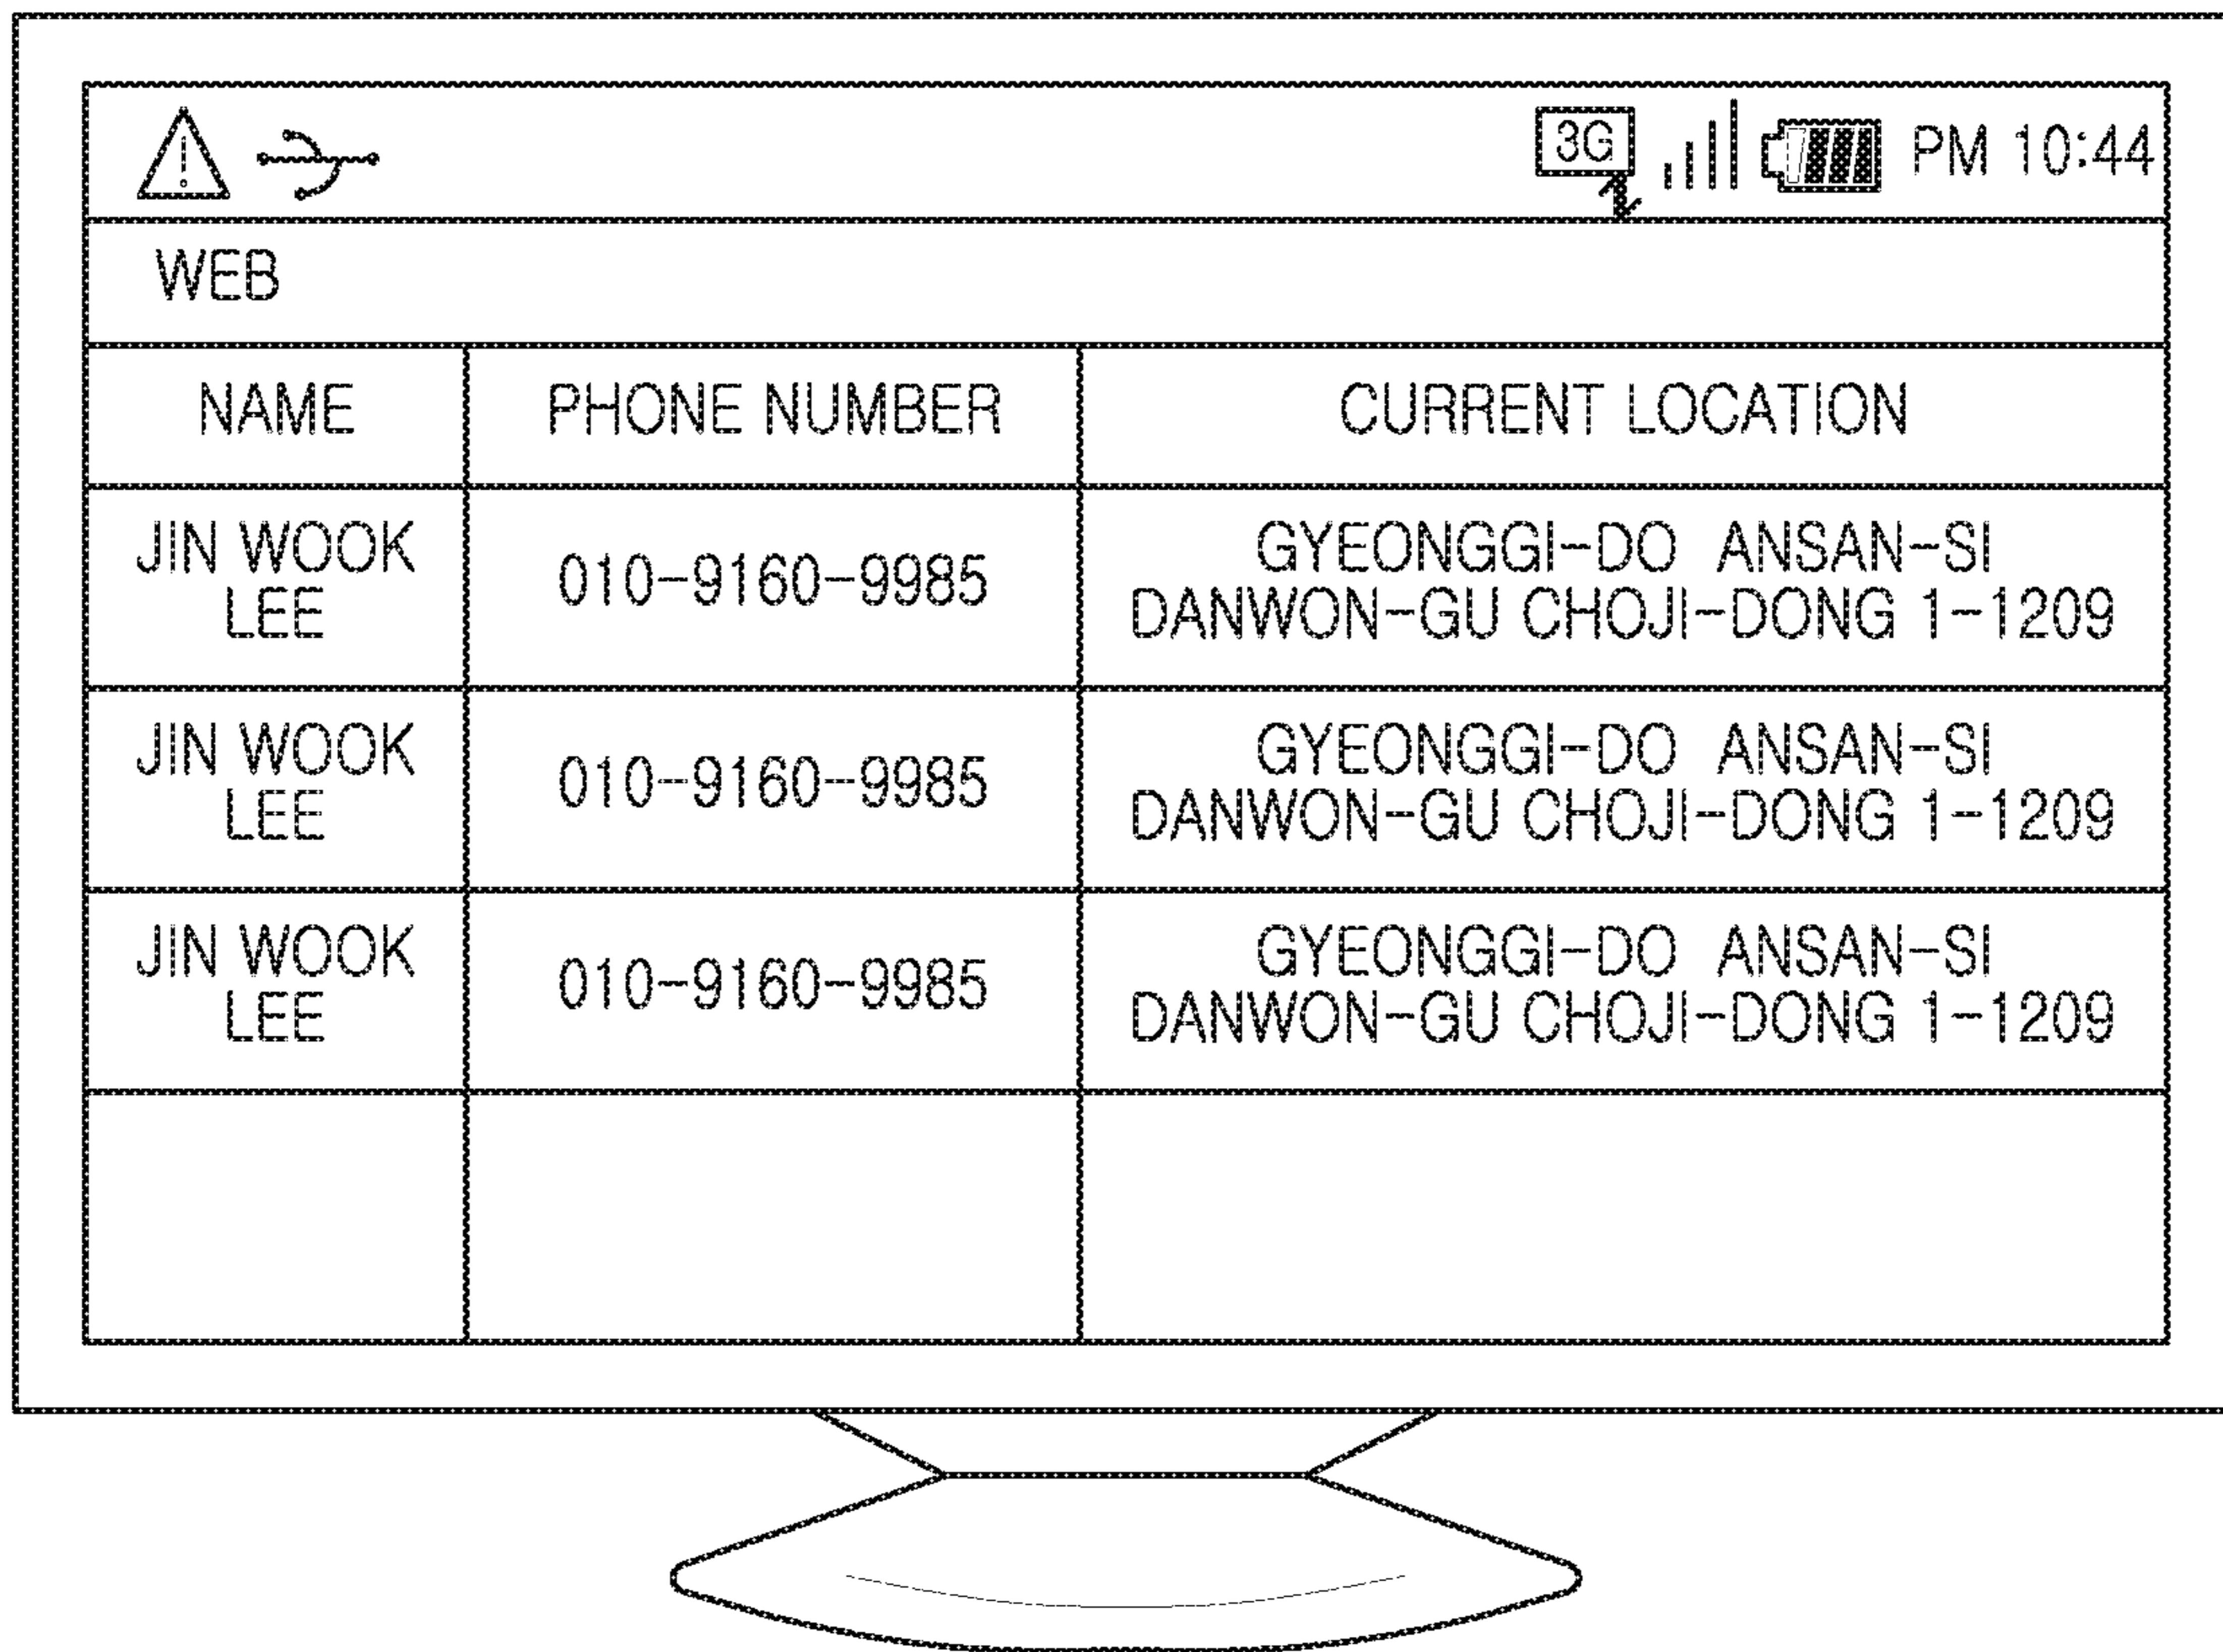 3G PM 10:44
WEB
NAME PHONE NUMBER CURRENT LOCATION
JIN WOOK
LEE
010-9160-9985
GYEONGGI-DO ANSAN-SI
DANWON-GU CHOJI-DONG 1-1209
JIN WOOK
LEE
010-9160-9985
GYEONGGI-DO ANSAN-SI
DANWON-GU CHOJI-DONG 1-1209
JIN WOOK
LEE
010-9160-9985
GYEONGGI-DO ANSAN-SI
DANWON-GU CHOJI-DONG 1-1209